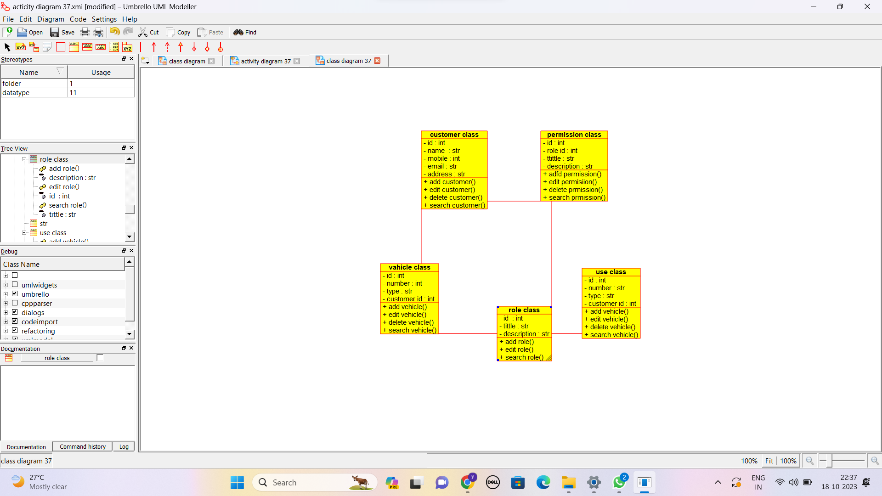 acticity diagram 37.xmi [modified] – Umbrello UML Modeller
File Edit Diagram Code Settings Help
Open Save Cut Copy Paste Find
Stereotypes
Name Usage
folder 1
datatype 11
class diagram activity diagram 37 class diagram 37
Tree View
role class
add role()
description : str
edit role()
id : int
search role()
tittle : str
str
use class
add vehicle()
Debug
Class Name
umlwidgets
umbrello
cppparser
dialogs
codeimport
refactoring
Documentation
role class
Documentation Command history Log
customer class
- id : int
- name : str
- mobile : int
email : str
- address : str
+ add customer()
+ edit customer()
+ delete customer()
+ search customer()
permission class
- id : int
- role id : int
- ttittle : str
description : str
+ adfd permission()
+ edit permision()
+ delete prmission()
+ search prmission()
vahicle class
- id : int
number : int
- type : str
- customer id : int
+ add vehicle()
+ edit vehicle()
+ delete vehicle()
+ search vehicle()
role class
id : int
- tittle : str
- description : str
+ add role()
+ edit role()
+ search role()
use class
- id : int
- number : str
- type : str
- customer id : int
+ add vehicle()
+ edit vehicle()
+ delete vehicle()
+ search vehicle()
class diagram 37
100% Fit 100%
27°C
Mostly clear
Search
DELL
7
2
ENG
IN
22:37
18-10-2023